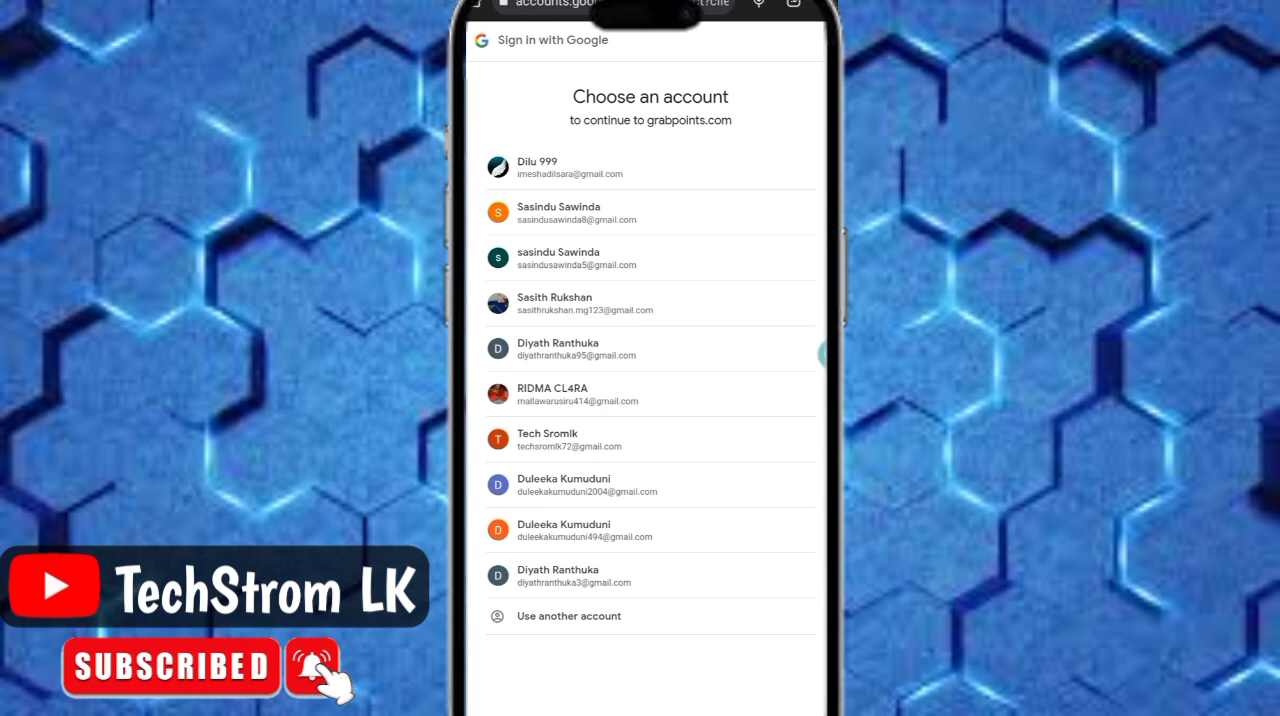 Sign in with Google
Choose an account
to continue to grabpoints.com
Dilu 999
imeshadilsara@gmail.com
Sasindu Sawinda
sasindusawinda8@gmail.com
sasindu Sawinda
sasindusawinda5@gmail.com
Sasith Rukshan
sasithrukshan.mg123@gmail.com
Diyath Ranthuka
diyathranthuka95@gmail.com
RIDMA CL4RA
mallawarusiru414@gmail.com
Tech Sromlk
techsromlk72@gmail.com
Duleeka Kumuduni
duleekakumuduni2004@gmail.com
Duleeka Kumuduni
duleekakumuduni494@gmail.com
Diyath Ranthuka
diyathranthuka3@gmail.com
Use another account
TechStrom LK
SUBSCRIBED